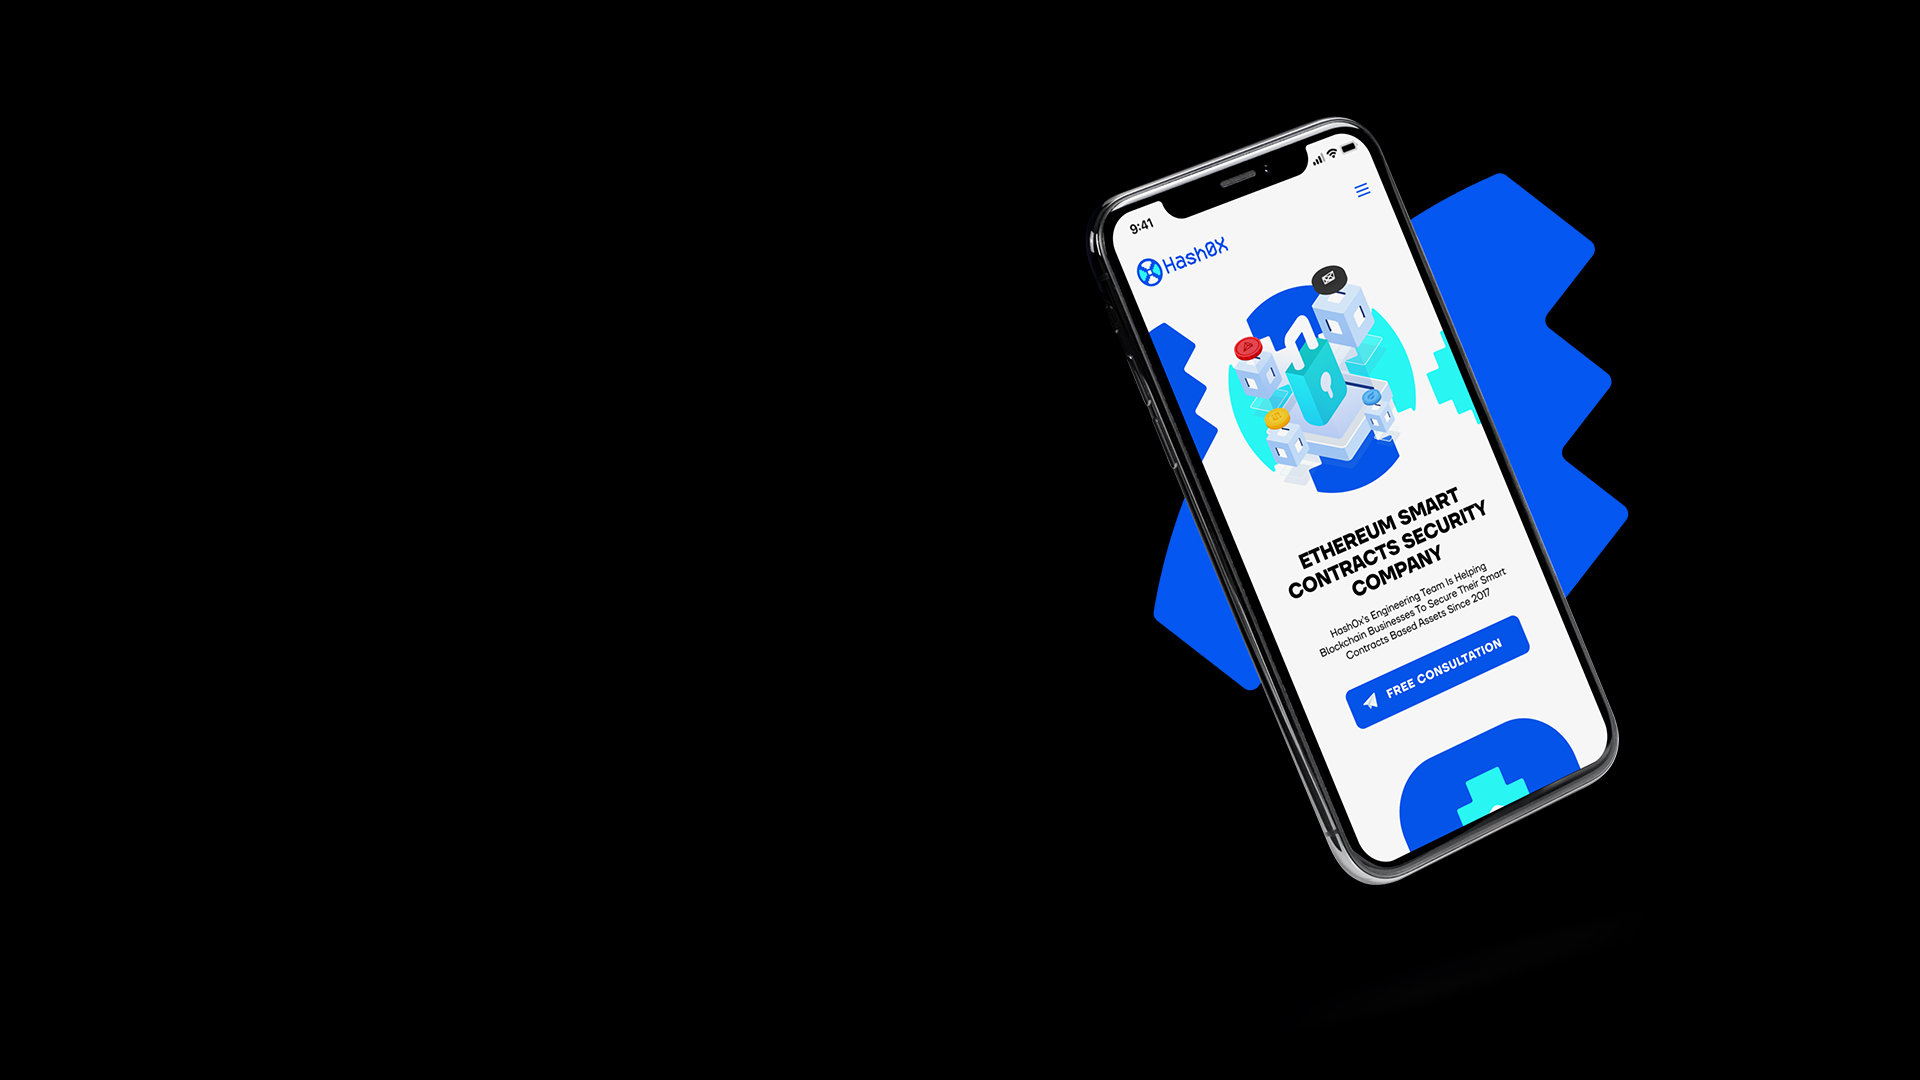 9:41
Hash0X
ETHEREUM SMART
CONTRACTS SECURITY
COMPANY
Hash0x's Engineering Team Is Helping
Blockchain Businesses To Secure Their Smart
Contracts Based Assets Since 2017
FREE CONSULTATION